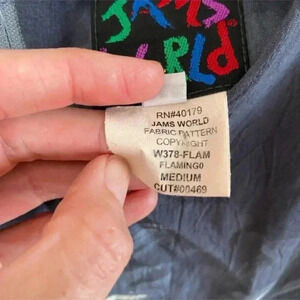 JAMS
WORLD
RN#40179
JAMS WORLD
FABRIC PATTERN
COPYRIGHT
W378-FLAM
FLAMINGO
MEDIUM
CUT#00469